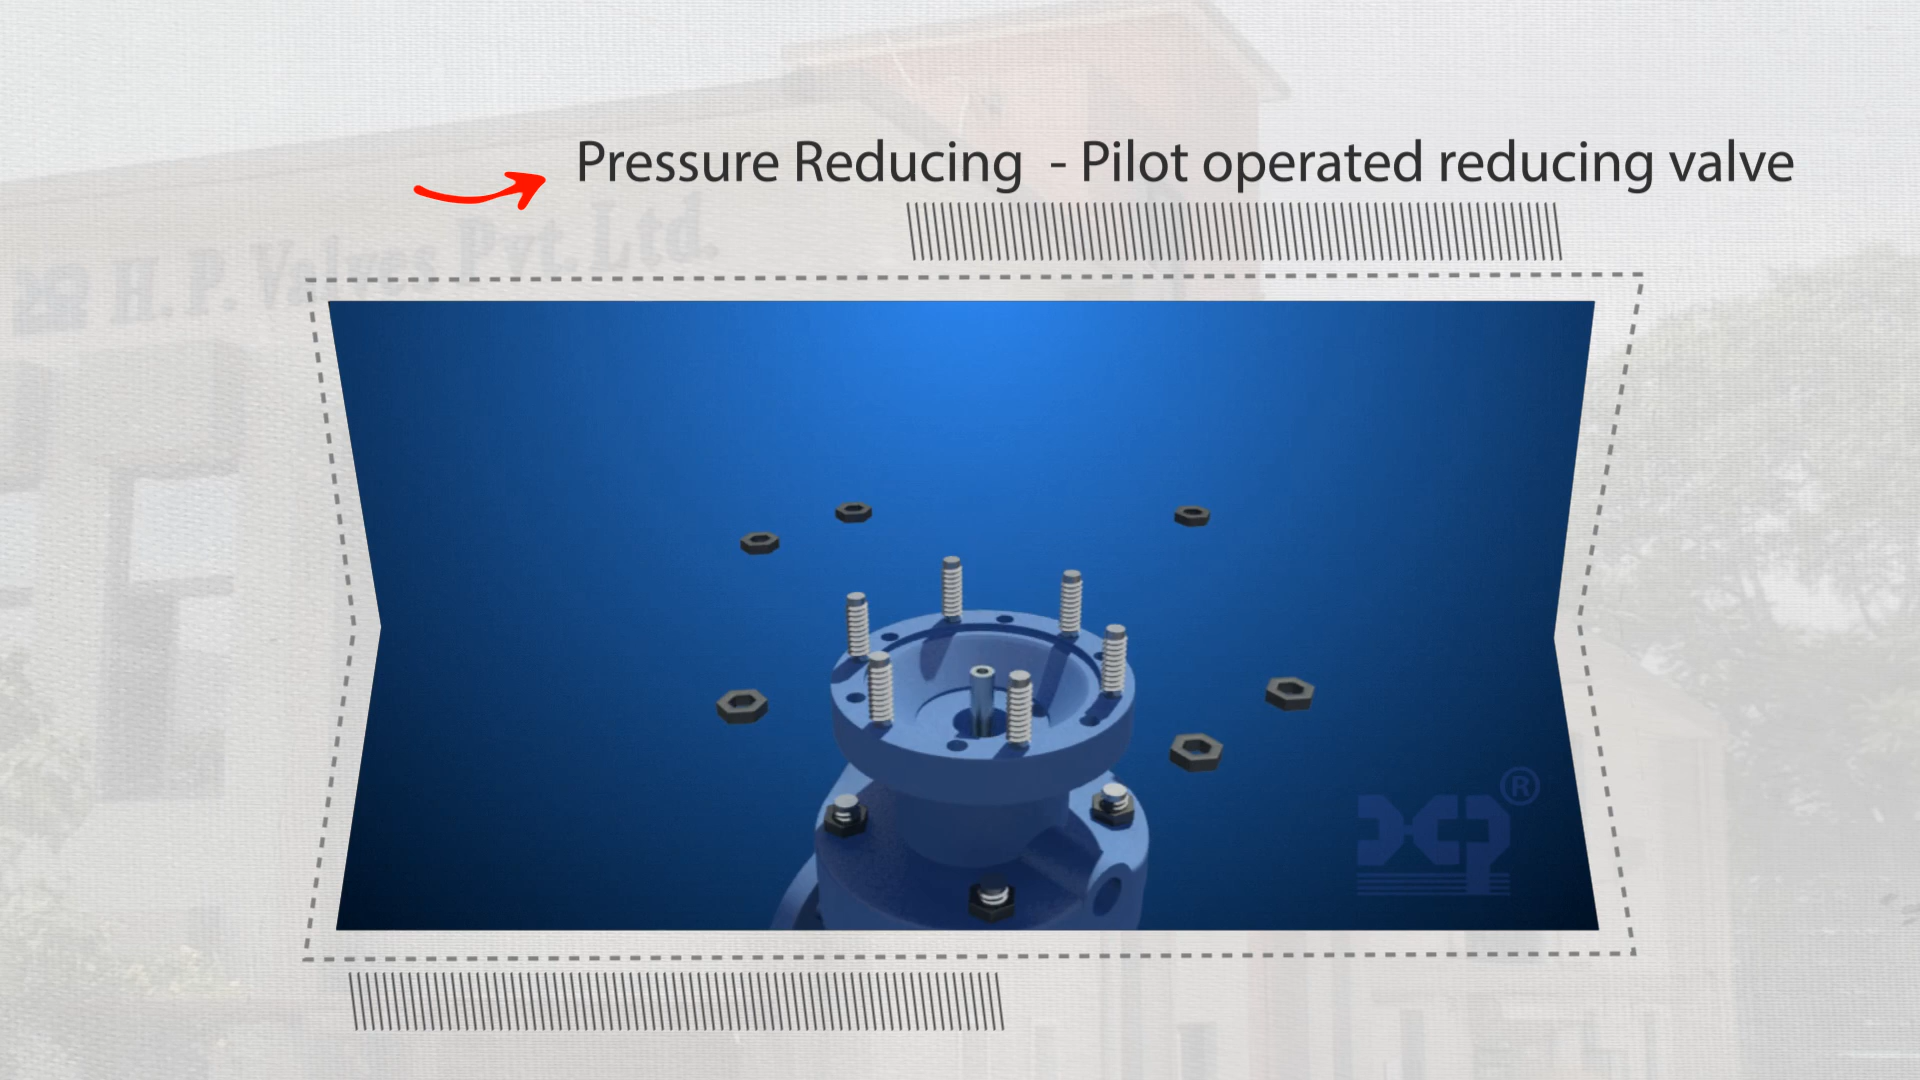 Pressure Reducing - Pilot operated reducing valve
H. P. Valves Pvt. Ltd.
®